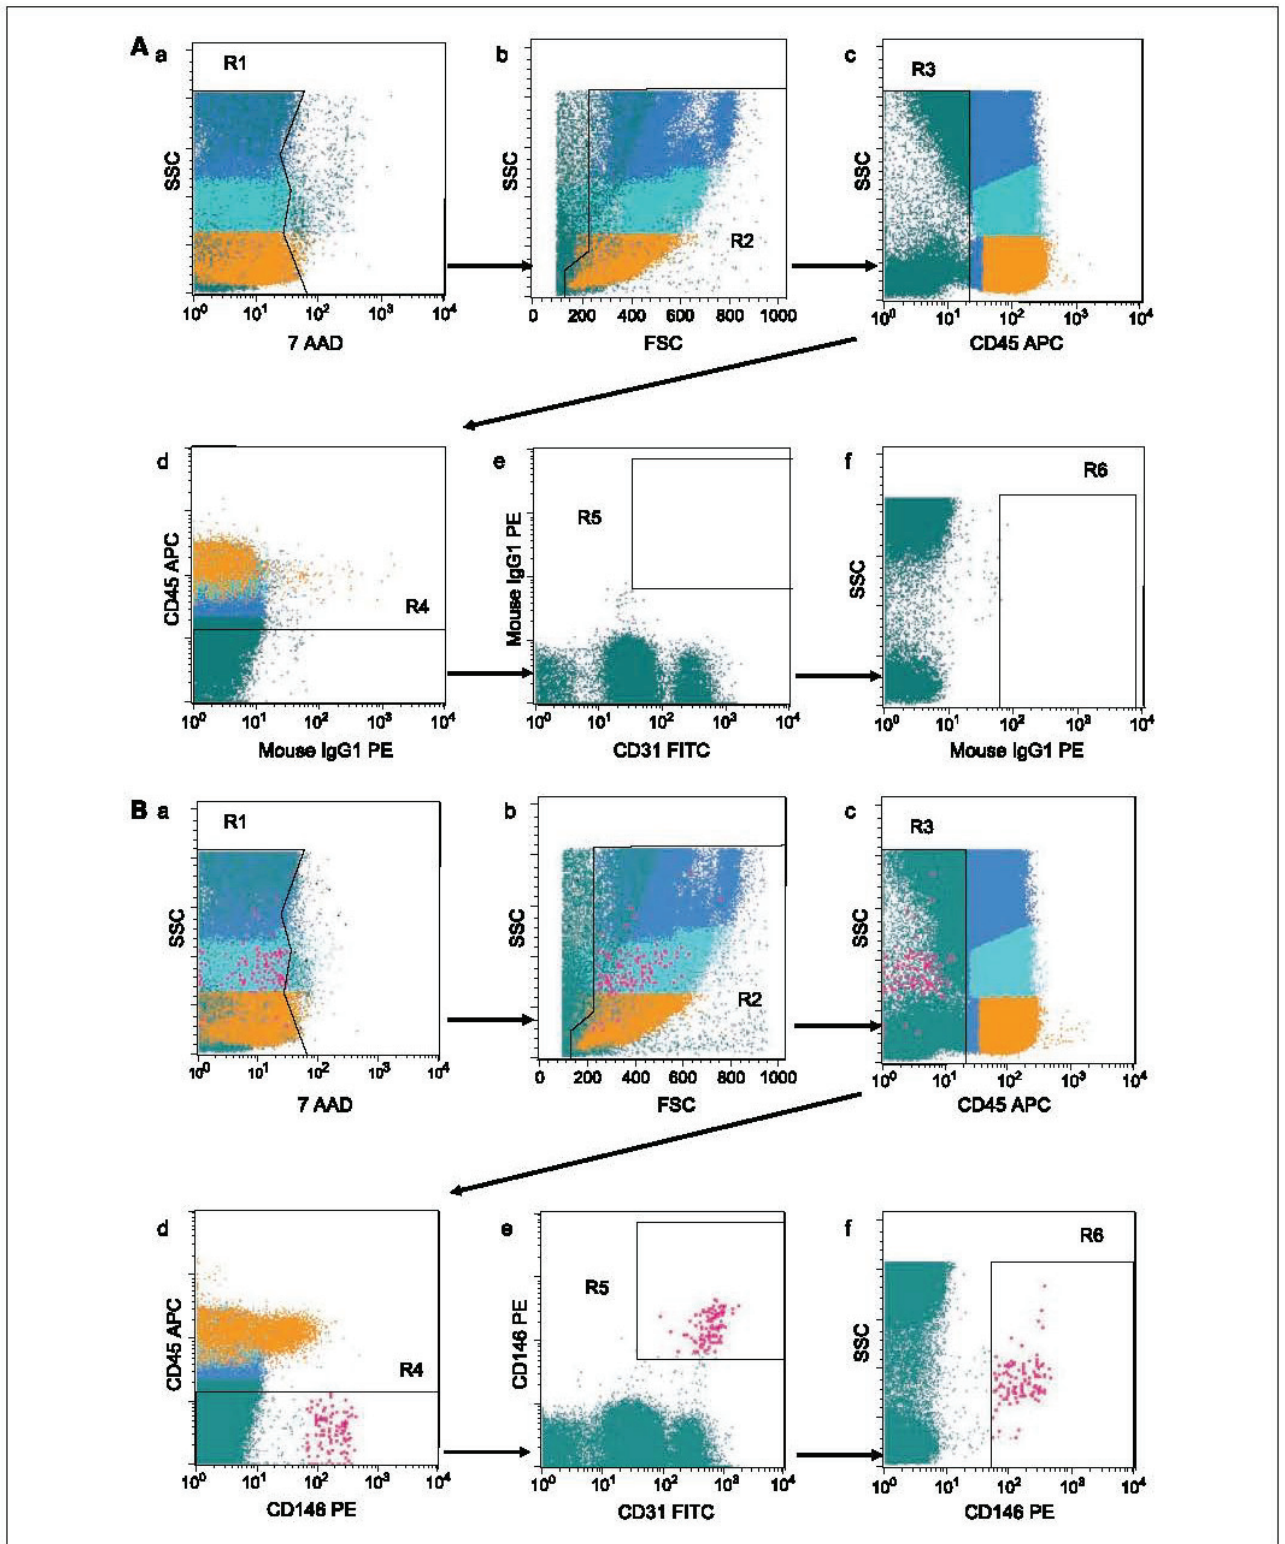 A a
R1
SSC
10⁰ 10¹ 10² 10³ 10⁴
7 AAD
b
SSC
R2
0 200 400 600 800 1000
FSC
c
R3
SSC
10⁰ 10¹ 10² 10³ 10⁴
CD45 APC
d
CD45 APC
R4
10⁰ 10¹ 10² 10³ 10⁴
Mouse IgG1 PE
e
Mouse IgG1 PE
R5
10⁰ 10¹ 10² 10³ 10⁴
CD31 FITC
f
R6
SSC
10⁰ 10¹ 10² 10³ 10⁴
Mouse IgG1 PE
B a
R1
SSC
10⁰ 10¹ 10² 10³ 10⁴
7 AAD
b
SSC
R2
0 200 400 600 800 1000
FSC
c
R3
SSC
10⁰ 10¹ 10² 10³ 10⁴
CD45 APC
d
CD45 APC
R4
10⁰ 10¹ 10² 10³ 10⁴
CD146 PE
e
CD146 PE
R5
10⁰ 10¹ 10² 10³ 10⁴
CD31 FITC
f
R6
SSC
10⁰ 10¹ 10² 10³ 10⁴
CD146 PE